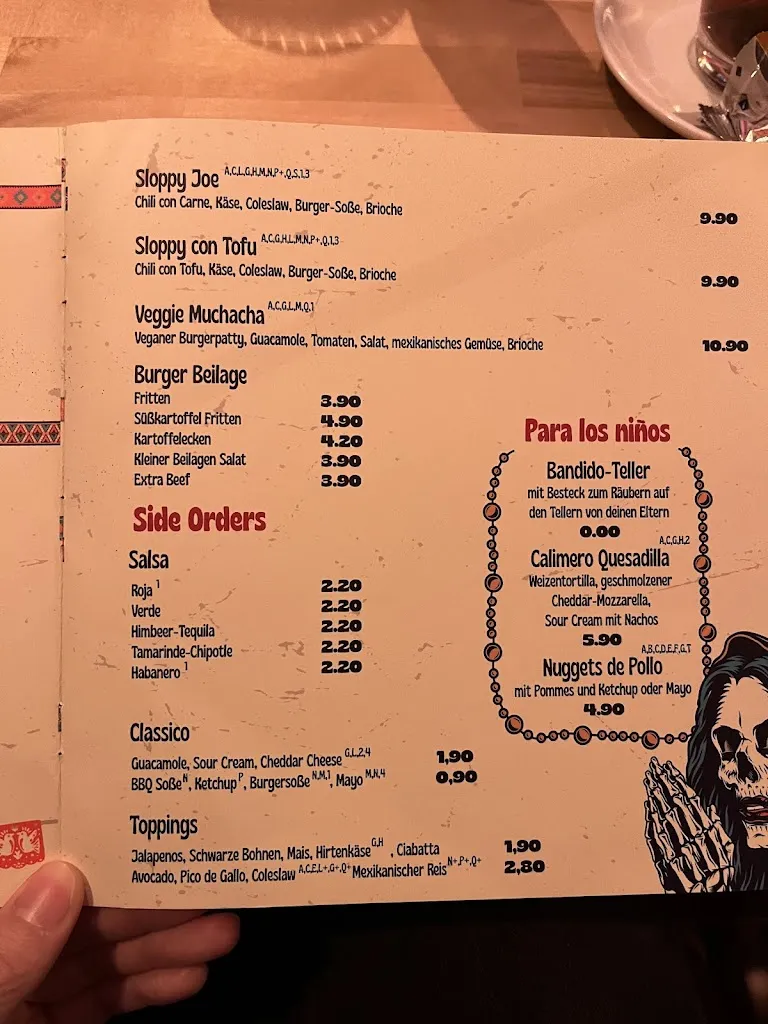 Sloppy Joe A,C,L,G,H,M,N,P+,Q,S,1,3
Chili con Carne, Käse, Coleslaw, Burger-Soße, Brioche
9.90
Sloppy con Tofu A,C,G,H,L,M,N,P+,Q,1,3
Chili con Tofu, Käse, Coleslaw, Burger-Soße, Brioche
9.90
Veggie Muchacha A,C,G,L,M,Q,1
Veganer Burgerpatty, Guacamole, Tomaten, Salat, mexikanisches Gemüse, Brioche
10.90
Burger Beilage
Fritten 3.90
Süßkartoffel Fritten 4.90
Kartoffelecken 4.20
Kleiner Beilagen Salat 3.90
Extra Beef 3.90
Side Orders
Salsa
Roja 1 2.20
Verde 2.20
Himbeer-Tequila 2.20
Tamarinde-Chipotle 2.20
Habanero 1 2.20
Classico
Guacamole, Sour Cream, Cheddar Cheese G,L,2,4 1,90
BBQ Soße N, Ketchup P, Burgersoße N,M,1, Mayo M,N,4 0,90
Toppings
Jalapenos, Schwarze Bohnen, Mais, Hirtenkäse G,H , Ciabatta 1,90
Avocado, Pico de Gallo, Coleslaw A,C,E,L+,G+,Q+ Mexikanischer Reis N+,P+,Q+ 2,80
Para los niños
Bandido-Teller
mit Besteck zum Räubern auf
den Tellern von deinen Eltern
0.00
A,C,G,H,2
Calimero Quesadilla
Weizentortilla, geschmolzener
Cheddar-Mozzarella,
Sour Cream mit Nachos
5.90
A,B,C,D,E,F,G,T
Nuggets de Pollo
mit Pommes und Ketchup oder Mayo
4.90